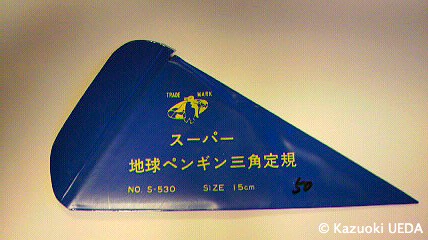 TRADE MARK
スーパー
地球ペンギン三角定規
NO. S-530 SIZE 15cm
50
© Kazuoki UEDA